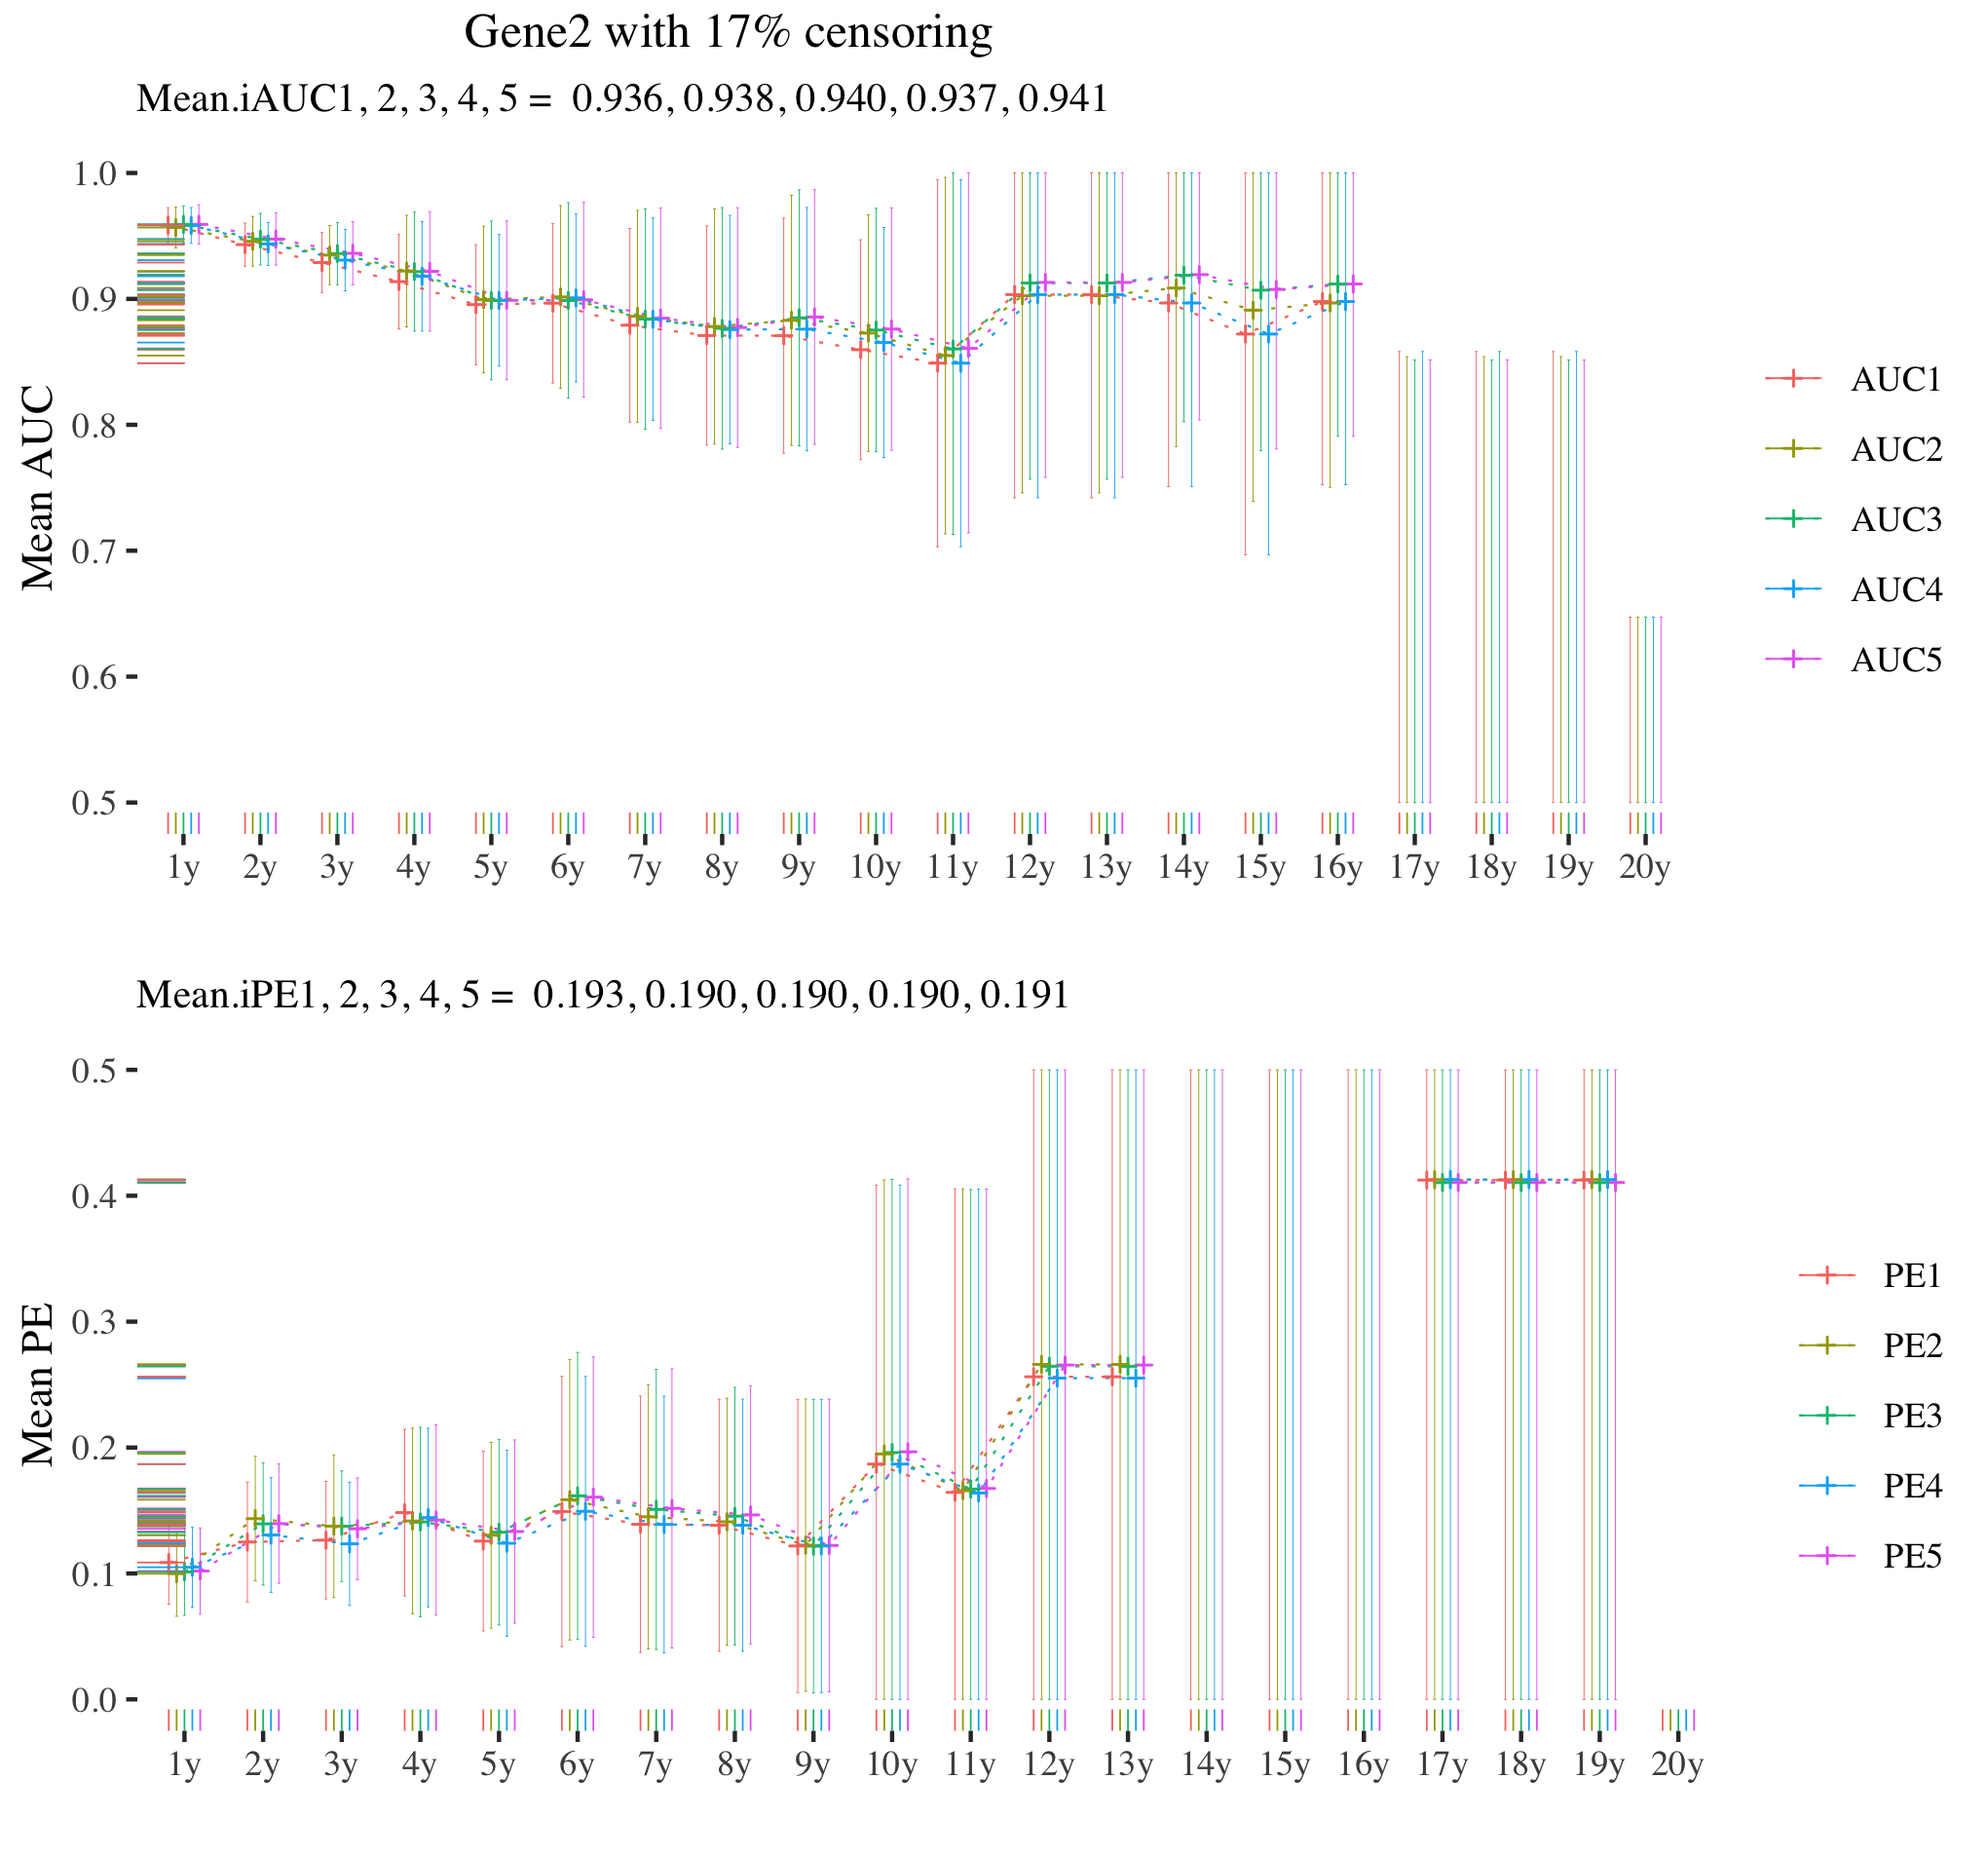 Gene2 with 17% censoring
Mean.iAUC1, 2, 3, 4, 5 = 0.936, 0.938, 0.940, 0.937, 0.941
Mean AUC
1.0
0.9
0.8
0.7
0.6
0.5
1y 2y 3y 4y 5y 6y 7y 8y 9y 10y 11y 12y 13y 14y 15y 16y 17y 18y 19y 20y
AUC1
AUC2
AUC3
AUC4
AUC5
Mean.iPE1, 2, 3, 4, 5 = 0.193, 0.190, 0.190, 0.190, 0.191
Mean PE
0.5
0.4
0.3
0.2
0.1
0.0
1y 2y 3y 4y 5y 6y 7y 8y 9y 10y 11y 12y 13y 14y 15y 16y 17y 18y 19y 20y
PE1
PE2
PE3
PE4
PE5